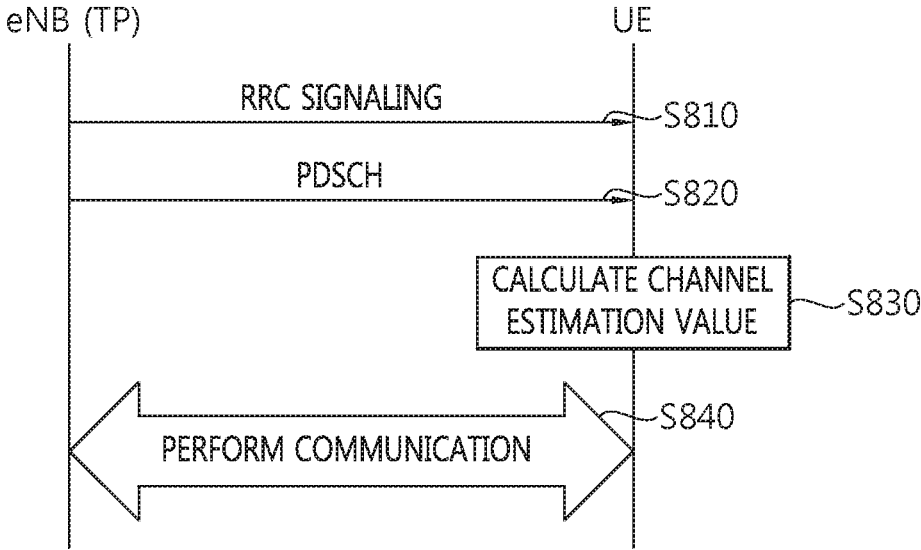 eNB (TP)
UE
RRC SIGNALING
S810
PDSCH
S820
CALCULATE CHANNEL
ESTIMATION VALUE
S830
S840
PERFORM COMMUNICATION